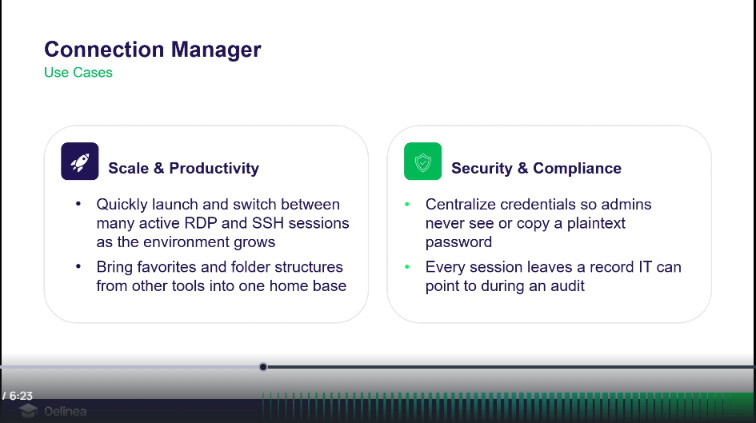 Connection Manager
Use Cases
Scale & Productivity
• Quickly launch and switch between
many active RDP and SSH sessions
as the environment grows
• Bring favorites and folder structures
from other tools into one home base
Security & Compliance
• Centralize credentials so admins
never see or copy a plaintext
password
• Every session leaves a record IT can
point to during an audit
/ 6:23
Delinea